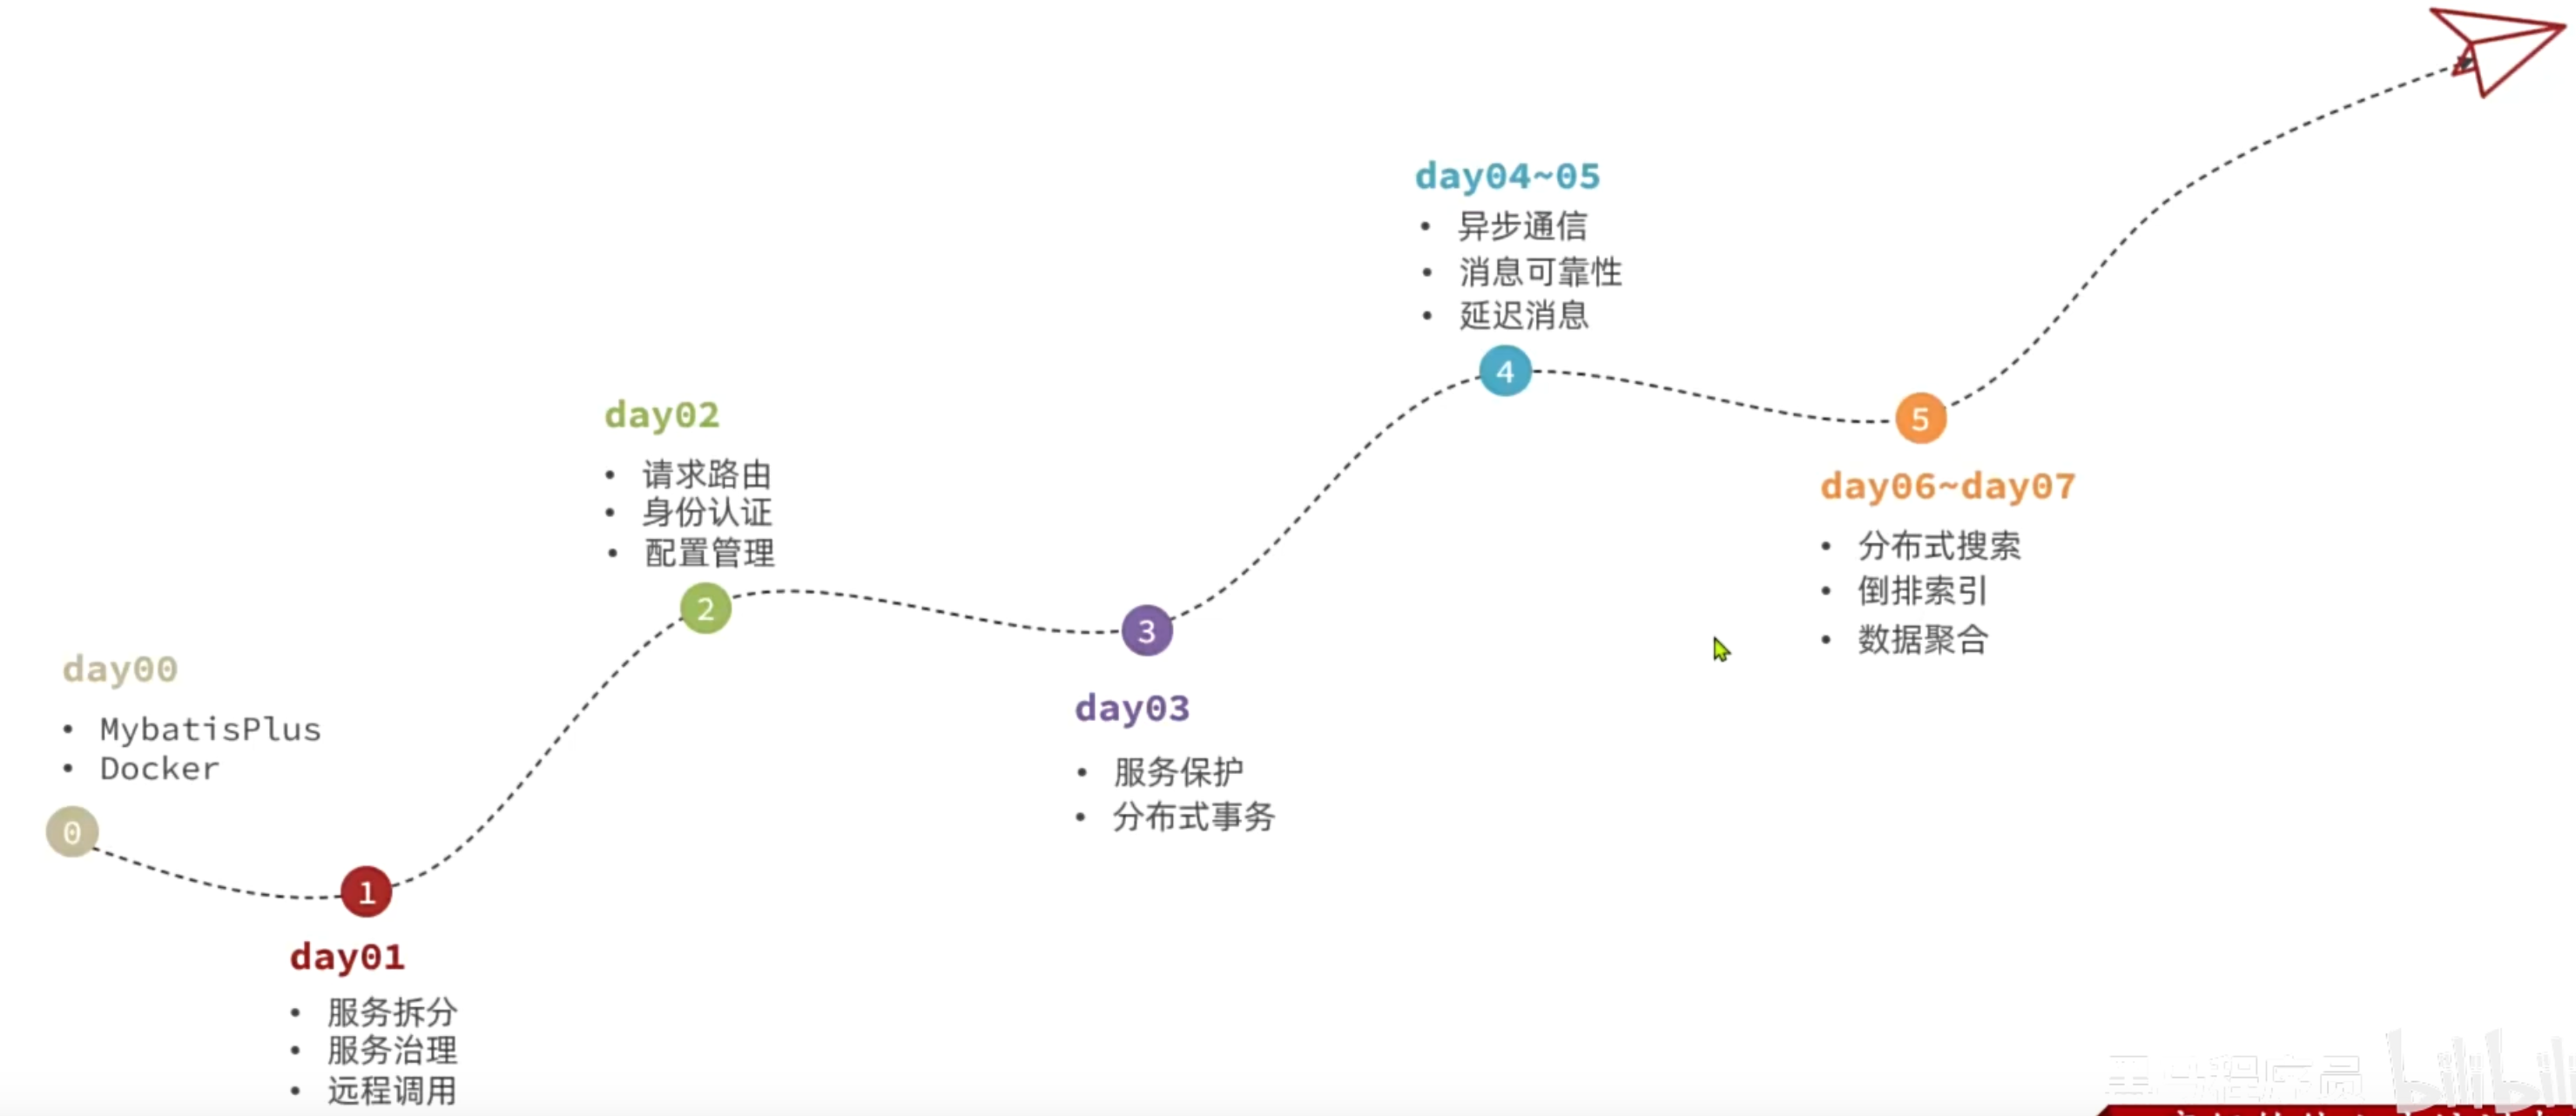 day00
• MybatisPlus
• Docker
0
1
day01
• 服务拆分
• 服务治理
• 远程调用
day02
• 请求路由
• 身份认证
• 配置管理
2
3
day03
• 服务保护
• 分布式事务
day04~05
• 异步通信
• 消息可靠性
• 延迟消息
4
5
day06~day07
• 分布式搜索
• 倒排索引
• 数据聚合
黑马程序员